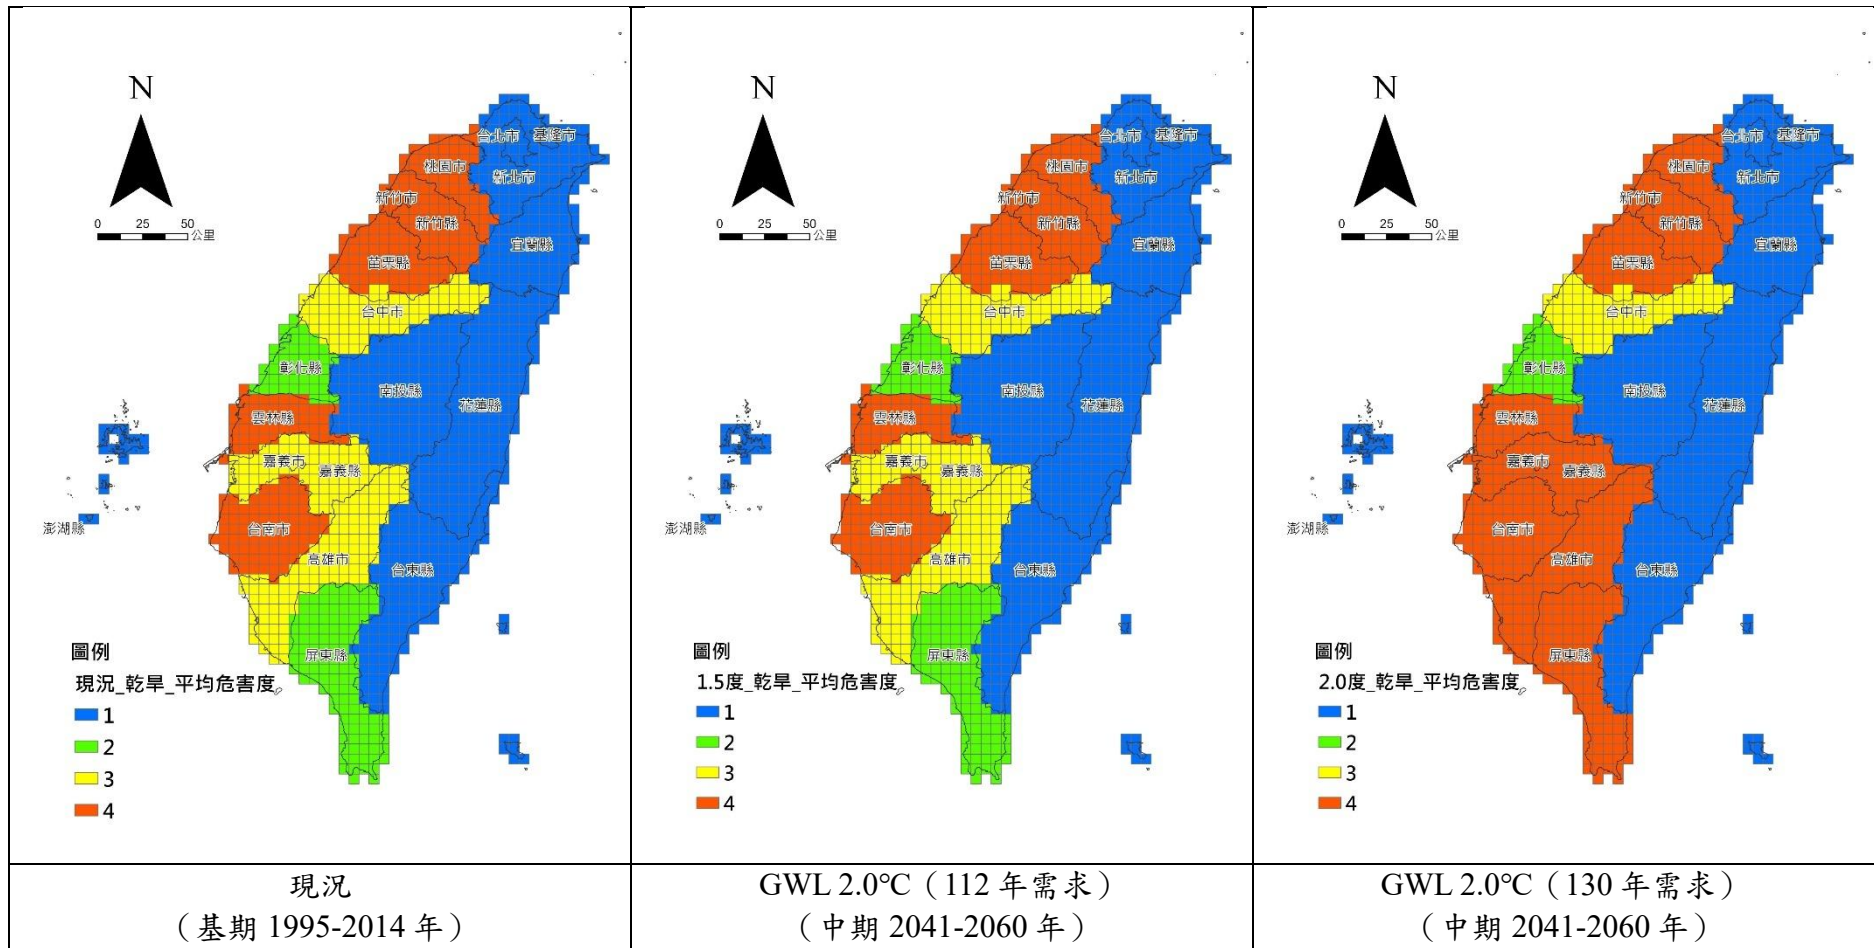 N
0 25 50
公里
台北市
基隆市
桃園市
新北市
新竹市
新竹縣
宜蘭縣
苗栗縣
台中市
彰化縣
南投縣
花蓮縣
雲林縣
嘉義市
嘉義縣
澎湖縣
台南市
高雄市
台東縣
屏東縣
圖例
現況_乾旱_平均危害度
1
2
3
4
現況
(基期 1995-2014 年)
N
0 25 50
公里
台北市
基隆市
桃園市
新北市
新竹市
新竹縣
宜蘭縣
苗栗縣
台中市
彰化縣
南投縣
花蓮縣
雲林縣
嘉義市
嘉義縣
澎湖縣
台南市
高雄市
台東縣
屏東縣
圖例
1.5度_乾旱_平均危害度
1
2
3
4
GWL 2.0℃(112 年需求)
(中期 2041-2060 年)
N
0 25 50
公里
台北市
基隆市
桃園市
新北市
新竹市
新竹縣
宜蘭縣
苗栗縣
台中市
彰化縣
南投縣
花蓮縣
雲林縣
嘉義市
嘉義縣
澎湖縣
台南市
高雄市
台東縣
屏東縣
圖例
2.0度_乾旱_平均危害度
1
2
3
4
GWL 2.0℃(130 年需求)
(中期 2041-2060 年)